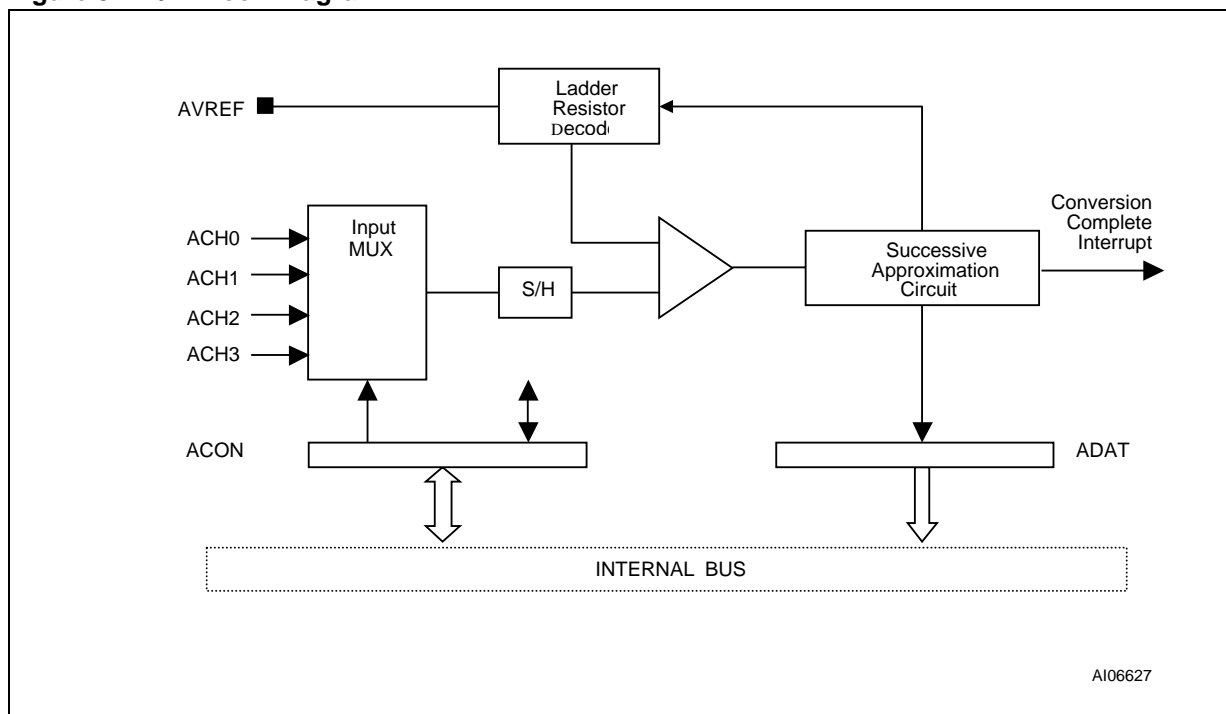 Ladder
Resistor
Decode
AVREF
Input
MUX
ACH0
ACH1
ACH2
ACH3
S/H
Successive
Approximation
Circuit
Conversion
Complete
Interrupt
ACON
ADAT
INTERNAL BUS
AI06627